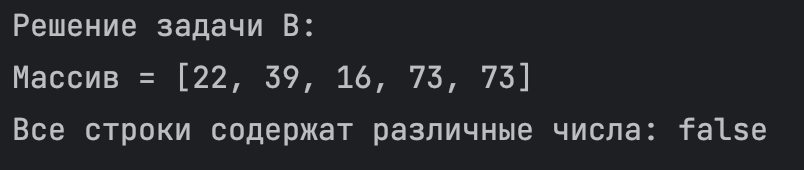 Решение задачи B:
Массив = [22, 39, 16, 73, 73]
Все строки содержат различные числа: false